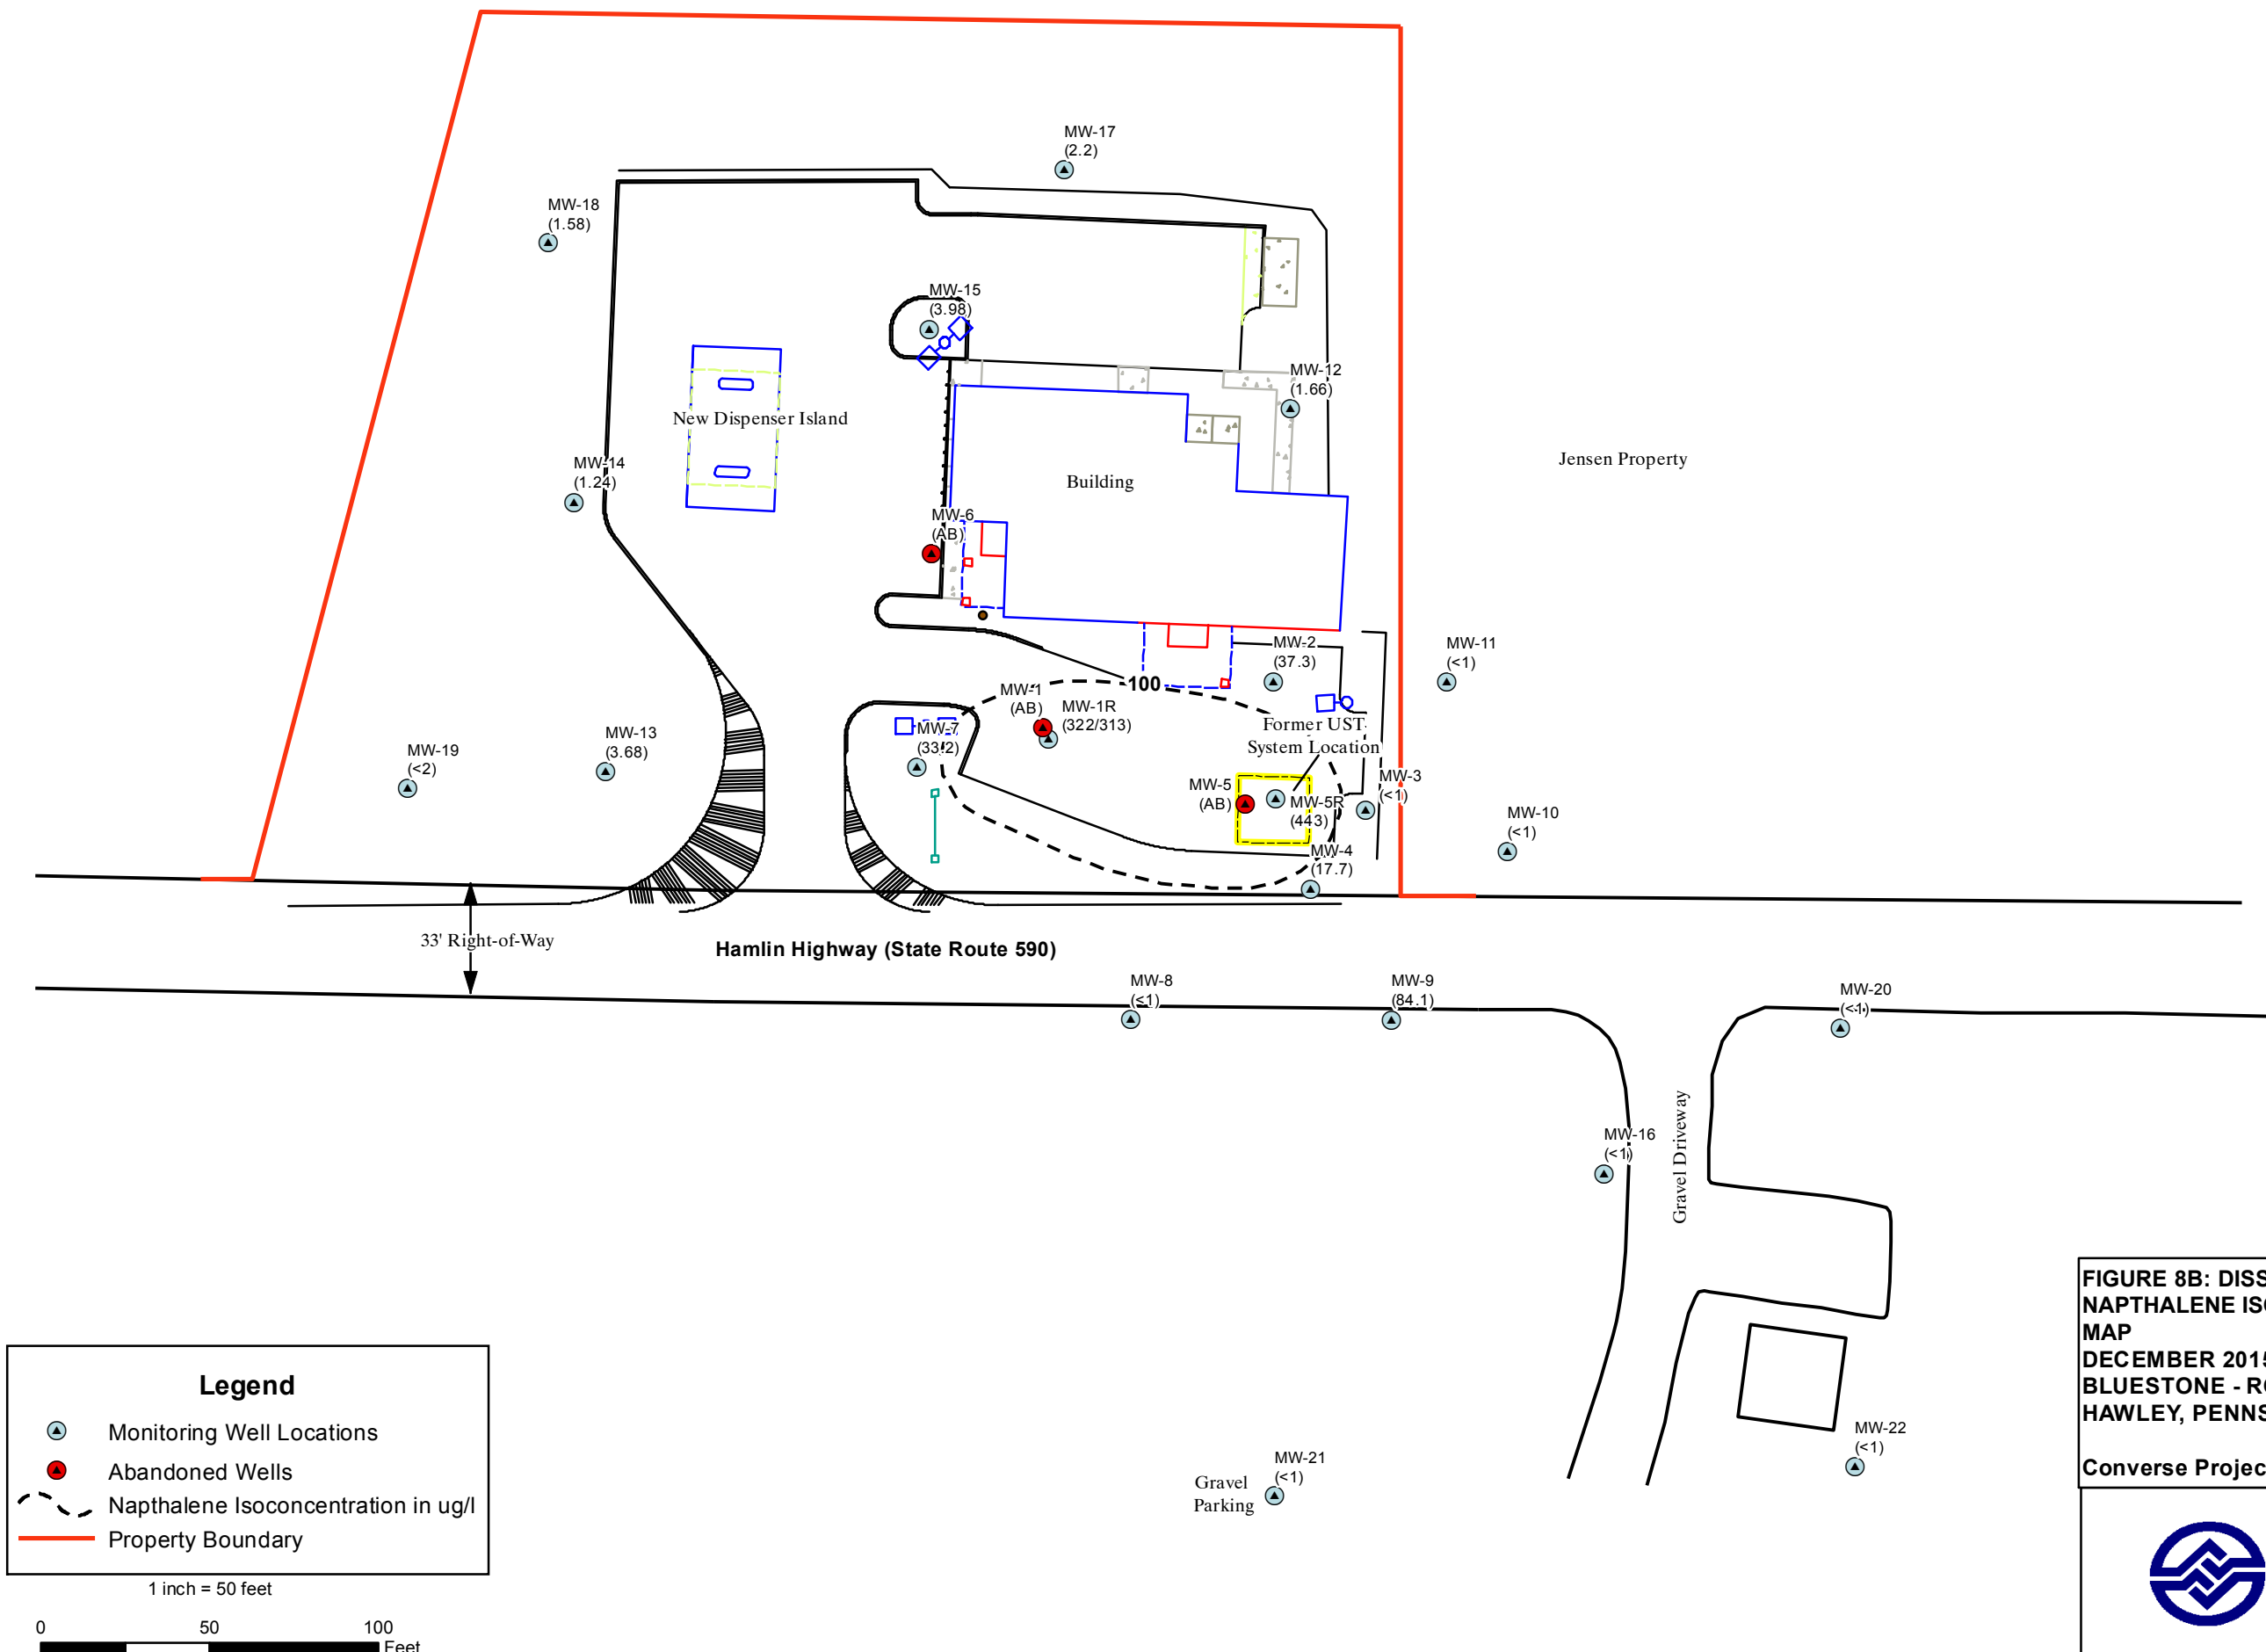 MW-17
(2.2)
MW-18
(1.58)
MW-15
(3.98)
MW-12
(1.66)
New Dispenser Island
Jensen Property
MW-14
(1.24)
Building
MW-6
(AB)
MW-2
(37.3)
MW-11
(<1)
100
MW-1
(AB)
MW-1R
(322/313)
Former UST
System Location
MW-7
(33.2)
MW-13
(3.68)
MW-19
(<2)
MW-5
(AB)
MW-5R
(443)
MW-3
(<1)
MW-10
(<1)
MW-4
(17.7)
33' Right-of-Way
Hamlin Highway (State Route 590)
MW-8
(<1)
MW-9
(84.1)
MW-20
(<1)
MW-16
(<1)
Gravel Driveway
MW-22
(<1)
MW-21
(<1)
Gravel
Parking
FIGURE 8B: DISS
NAPTHALENE IS
MAP
DECEMBER 2015
BLUESTONE - R
HAWLEY, PENNS
Converse Projec
Legend
Monitoring Well Locations
Abandoned Wells
Napthalene Isoconcentration in ug/l
Property Boundary
1 inch = 50 feet
0 50 100
Feet